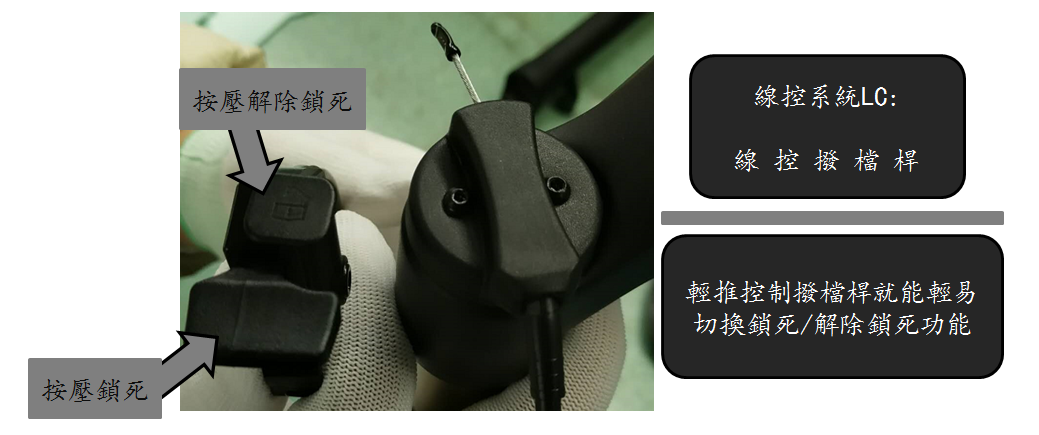 按壓解除鎖死
按壓鎖死
線控系統LC:
線控撥檔桿
輕推控制撥檔桿就能輕易
切換鎖死/解除鎖死功能